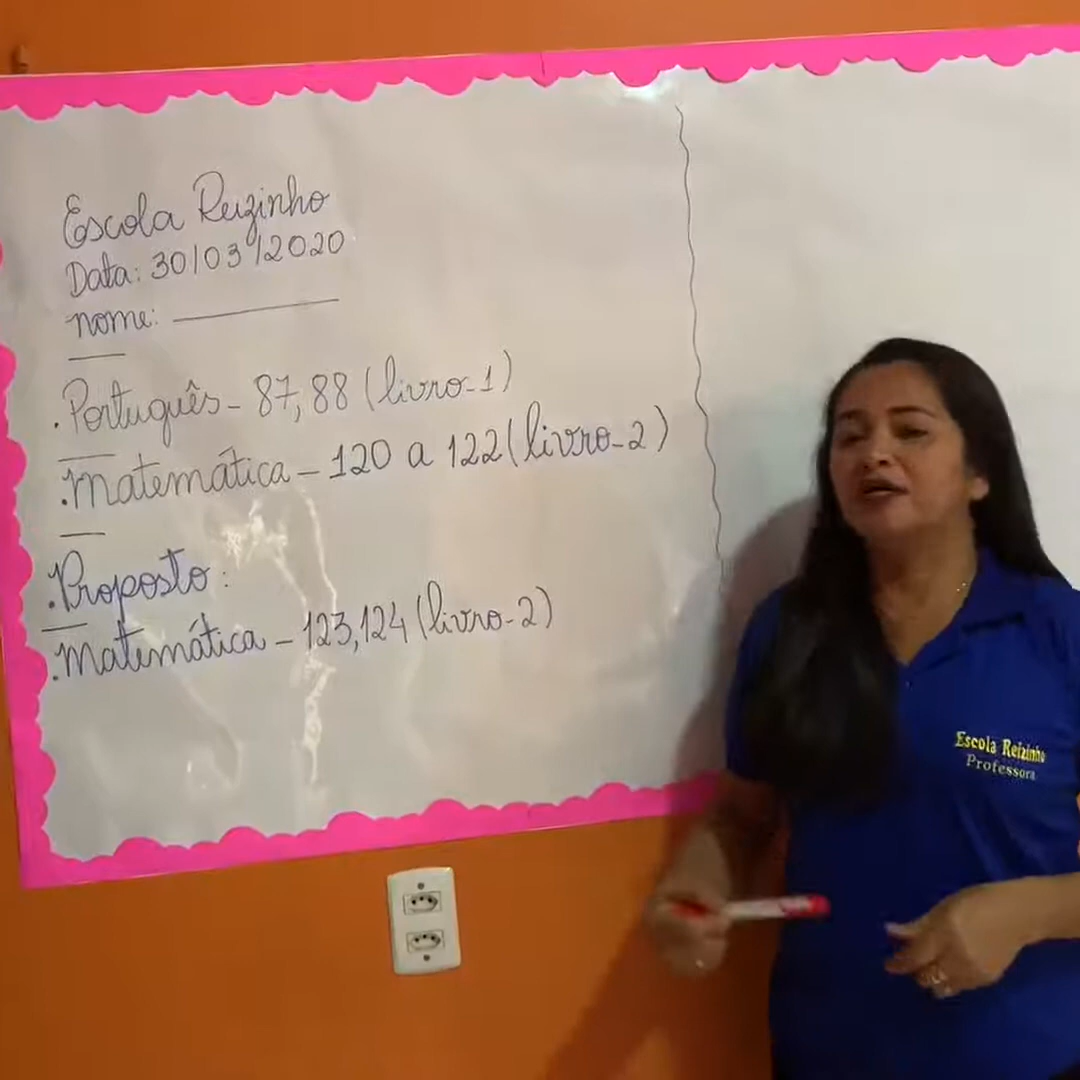 Escola Reizinho
Data: 30/03/2020
nome: ________
. Português - 87, 88 (livro-1)
. Matemática - 120 a 122 (livro-2)
. Proposto:
. Matemática - 123, 124 (livro-2)
Escola Reizinho
Professora